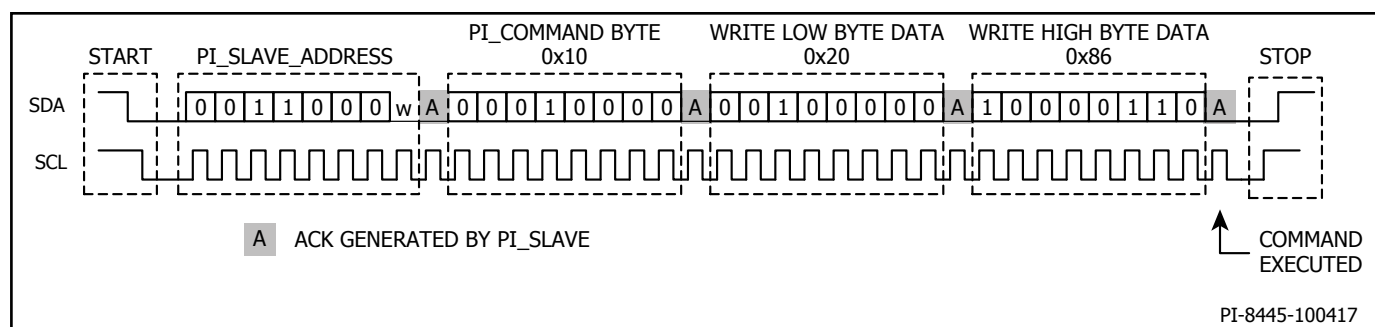 START PI_SLAVE_ADDRESS PI_COMMAND BYTE WRITE LOW BYTE DATA WRITE HIGH BYTE DATA STOP
0x10 0x20 0x86
SDA 0 0 1 1 0 0 0 w A 0 0 0 1 0 0 0 0 A 0 0 1 0 0 0 0 0 A 1 0 0 0 0 1 1 0 A
SCL
A ACK GENERATED BY PI_SLAVE
COMMAND
EXECUTED
PI-8445-100417